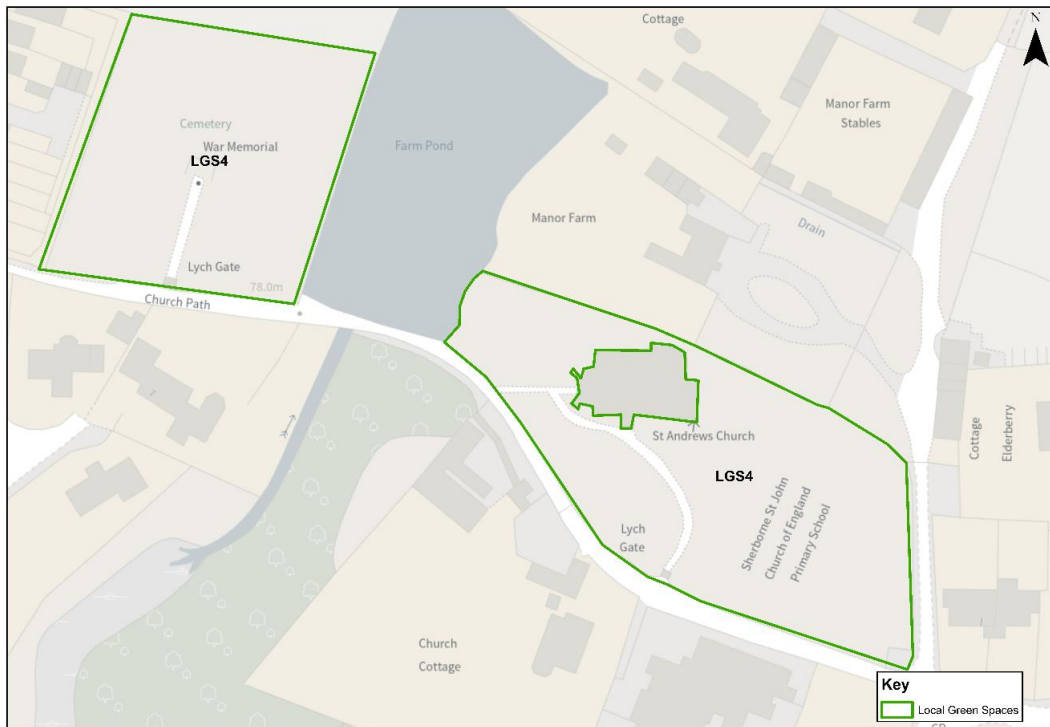 Cottage
N
Manor Farm
Stables
Cemetery
War Memorial
LGS4
Farm Pond
Manor Farm
Drain
Lych Gate
78.0m
Church Path
St Andrews Church
LGS4
Cottage
Elderberry
Sherborne St John
Church of England
Primary School
Lych
Gate
Church
Cottage
Key
Local Green Spaces